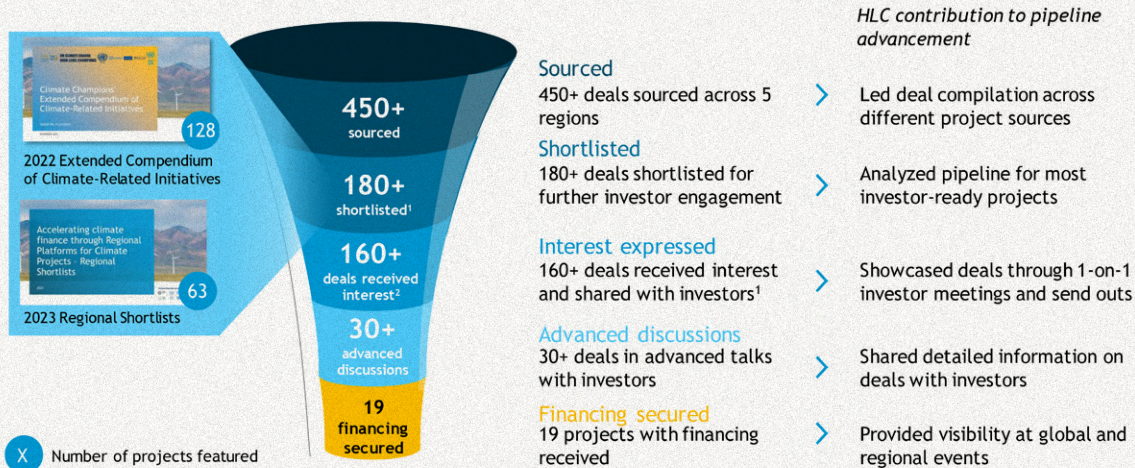 HLC contribution to pipeline
advancement
Climate Champions
Extended Compendium of
Climate-Related Initiatives
128
2022 Extended Compendium
of Climate-Related Initiatives
Accelerating climate
finance through Regional
Platforms for Climate
Projects - Regional
Shortlists
63
2023 Regional Shortlists
X Number of projects featured
450+
sourced
180+
shortlisted¹
160+
deals received
interest²
30+
advanced
discussions
19
financing
secured
Sourced
450+ deals sourced across 5
regions
Led deal compilation across
different project sources
Shortlisted
180+ deals shortlisted for
further investor engagement
Analyzed pipeline for most
investor-ready projects
Interest expressed
160+ deals received interest
and shared with investors¹
Showcased deals through 1-on-1
investor meetings and send outs
Advanced discussions
30+ deals in advanced talks
with investors
Shared detailed information on
deals with investors
Financing secured
19 projects with financing
received
Provided visibility at global and
regional events